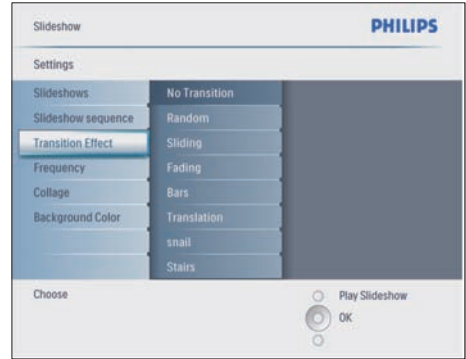 Slideshow
PHILIPS
Settings
Slideshows
Slideshow sequence
Transition Effect
Frequency
Collage
Background Color
No Transition
Random
Sliding
Fading
Bars
Translation
snail
Stairs
Choose
Play Slideshow
OK